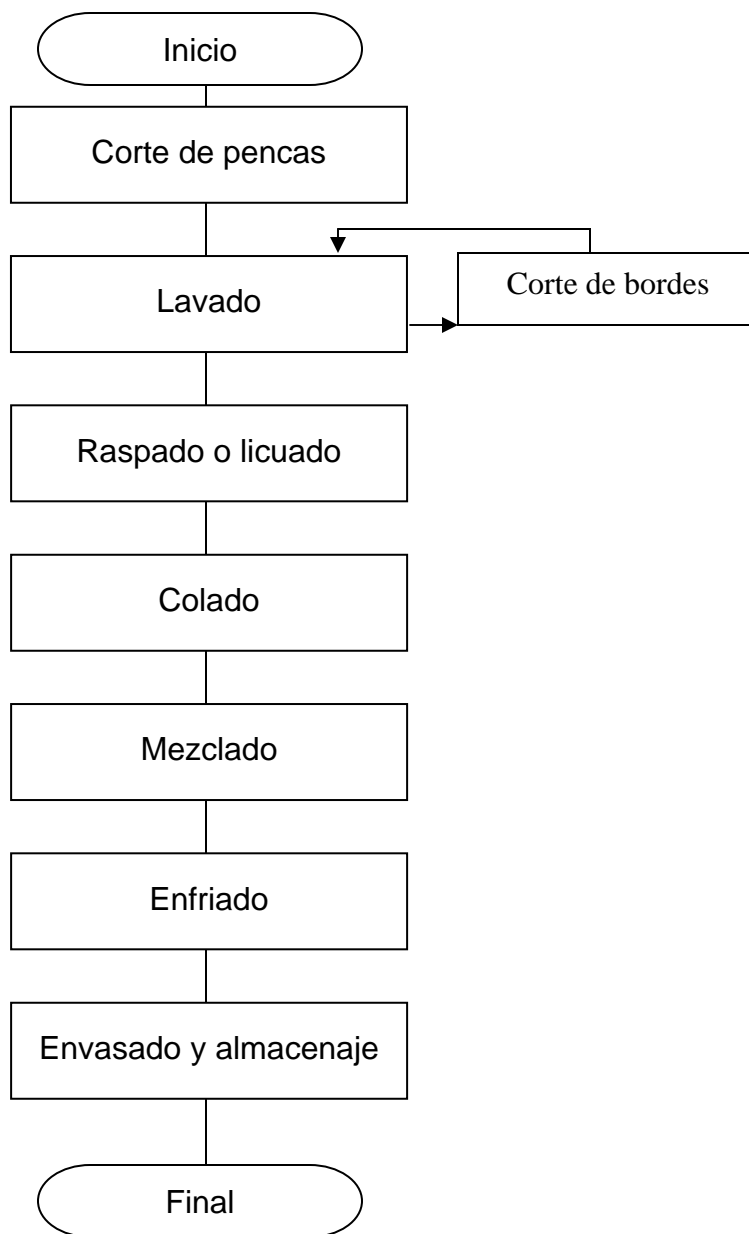 Inicio
Corte de pencas
Lavado
Corte de bordes
Raspado o licuado
Colado
Mezclado
Enfriado
Envasado y almacenaje
Final